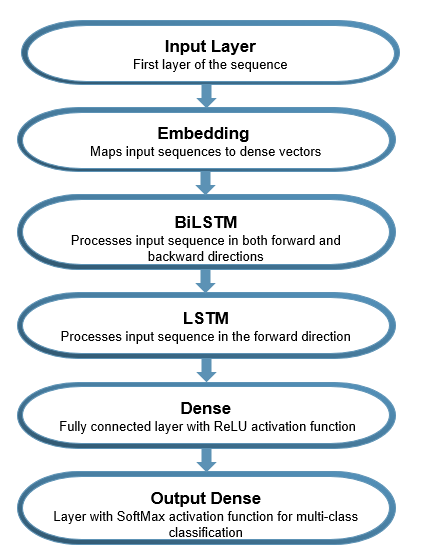 Input Layer
First layer of the sequence
Embedding
Maps input sequences to dense vectors
BiLSTM
Processes input sequence in both forward and
backward directions
LSTM
Processes input sequence in the forward direction
Dense
Fully connected layer with ReLU activation function
Output Dense
Layer with SoftMax activation function for multi-class
classification